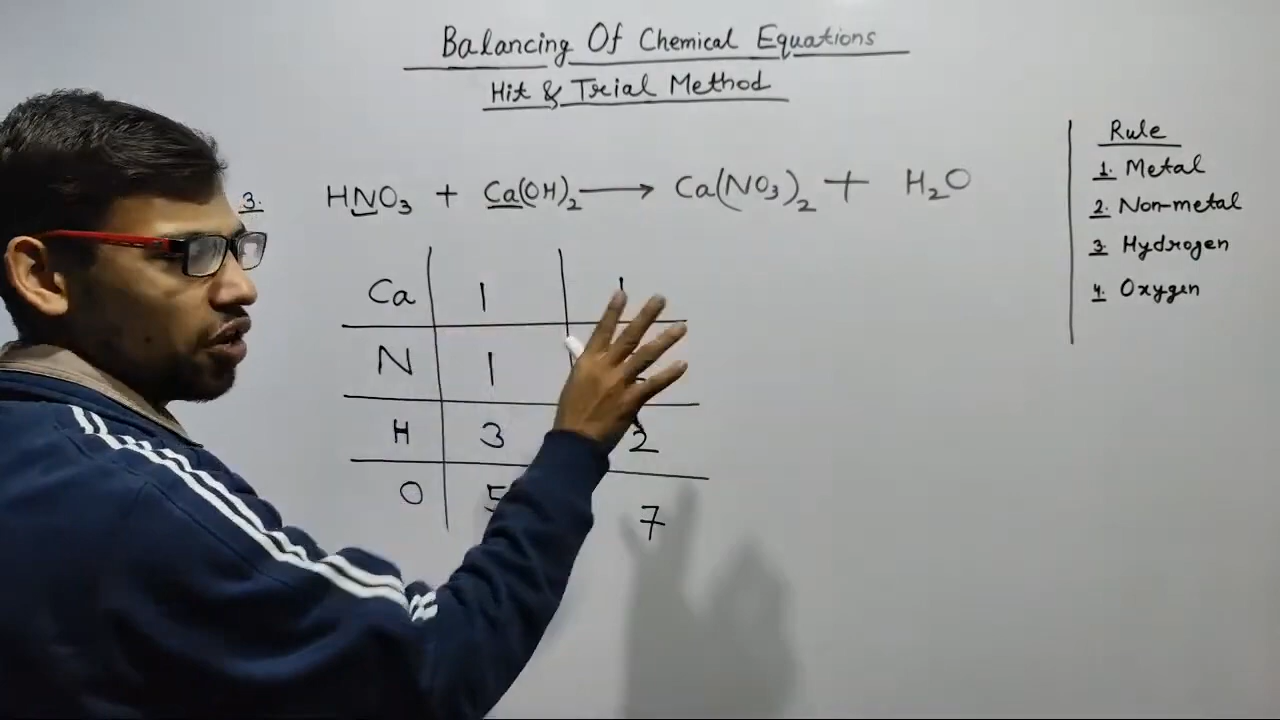 Balancing Of Chemical Equations
Hit & Trial Method
3. HNO₃ + Ca(OH)₂ ⟶ Ca(NO₃)₂ + H₂O
Ca 1 1
N 1
H 3 2
O 5 7
Rule
1. Metal
2. Non-metal
3. Hydrogen
4. Oxygen